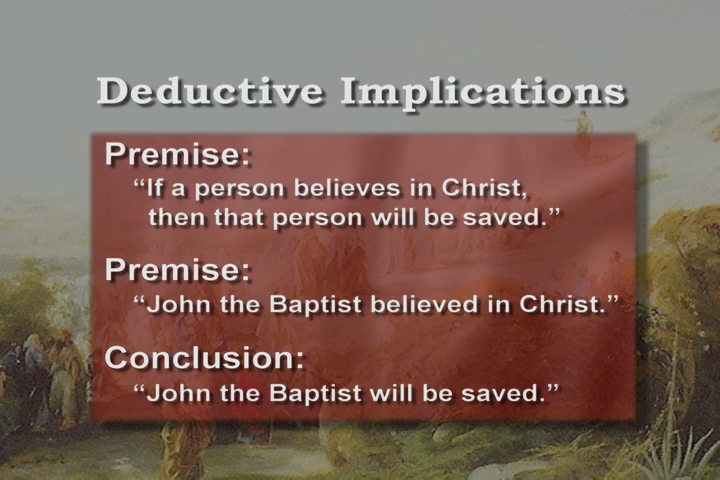 Deductive Implications
Premise:
“If a person believes in Christ,
then that person will be saved.”
Premise:
“John the Baptist believed in Christ.”
Conclusion:
“John the Baptist will be saved.”